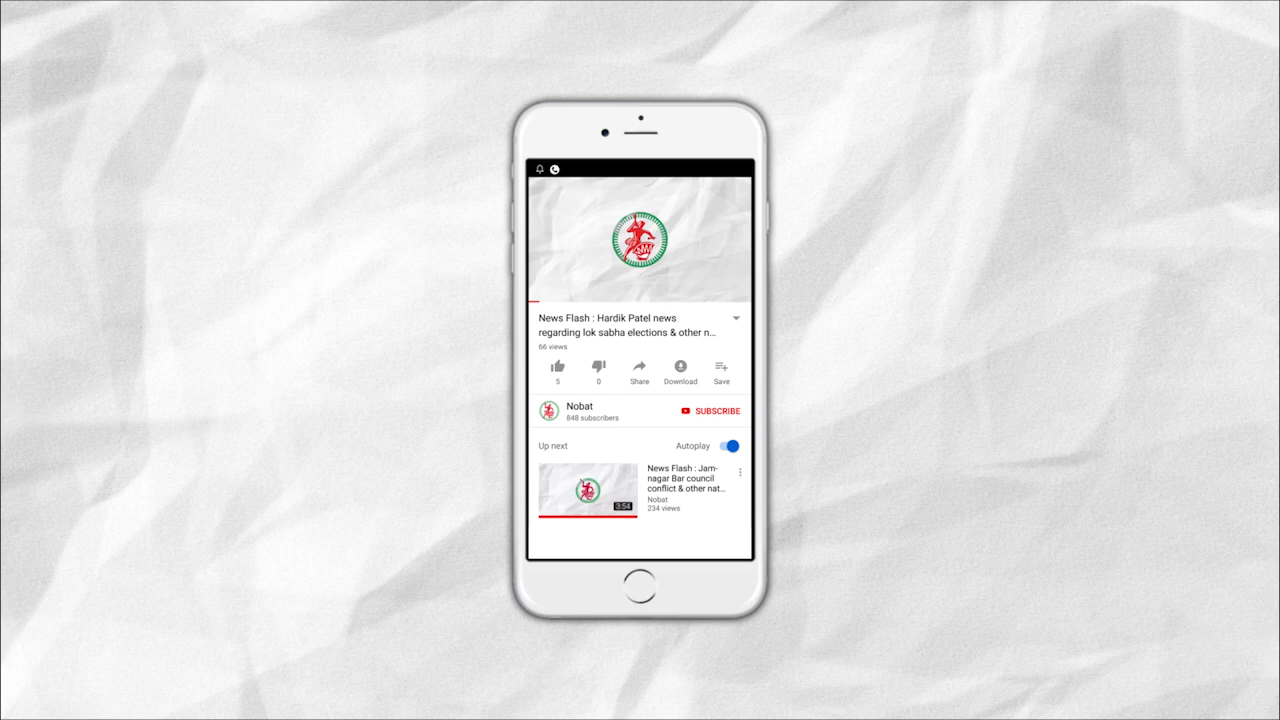 News Flash : Hardik Patel news
regarding lok sabha elections & other n...
66 views
5
0
Share
Download
Save
Nobat
848 subscribers
SUBSCRIBE
Up next
Autoplay
3:54
News Flash : Jam-
nagar Bar council
conflict & other nat...
Nobat
234 views